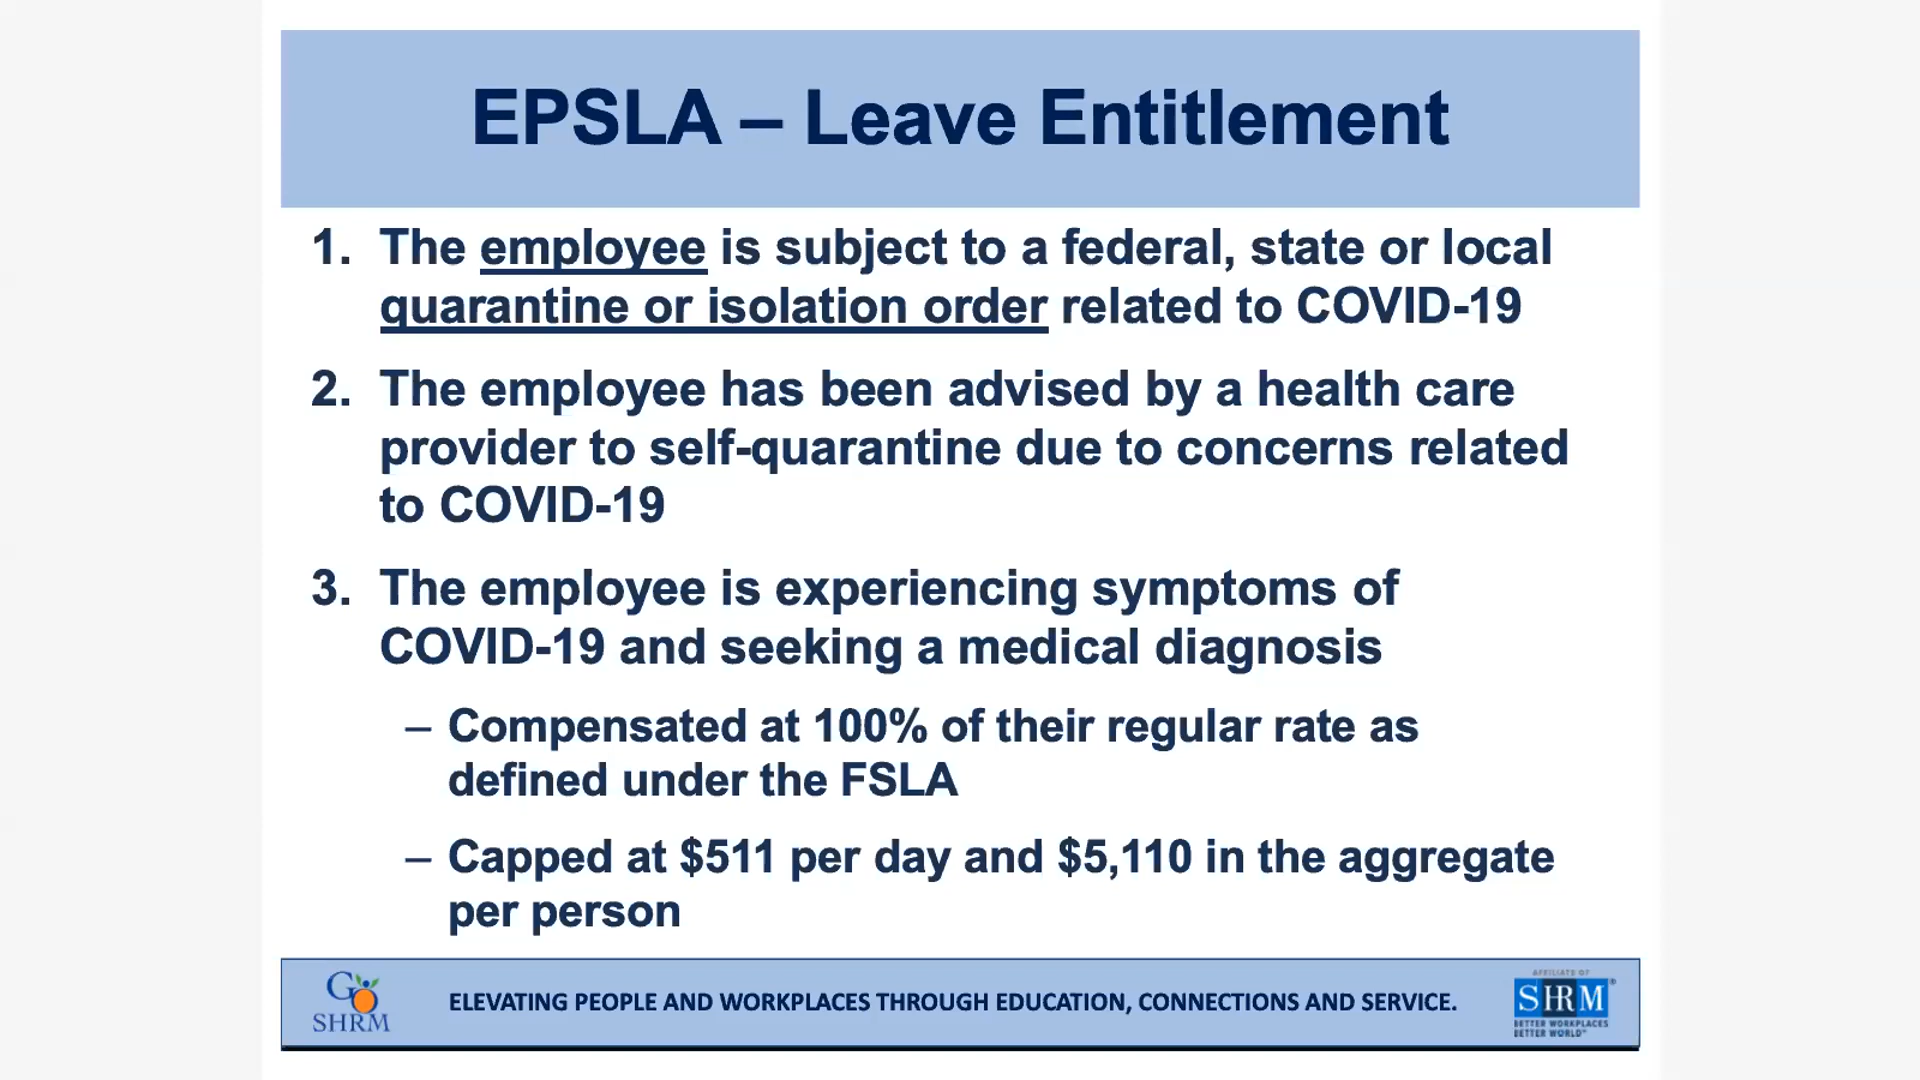 EPSLA – Leave Entitlement
1. The employee is subject to a federal, state or local
quarantine or isolation order related to COVID-19
2. The employee has been advised by a health care
provider to self-quarantine due to concerns related
to COVID-19
3. The employee is experiencing symptoms of
COVID-19 and seeking a medical diagnosis
– Compensated at 100% of their regular rate as
defined under the FSLA
– Capped at $511 per day and $5,110 in the aggregate
per person
GO
SHRM
ELEVATING PEOPLE AND WORKPLACES THROUGH EDUCATION, CONNECTIONS AND SERVICE.
AFFILIATE OF
SHRM®
BETTER WORKPLACES
BETTER WORLD™